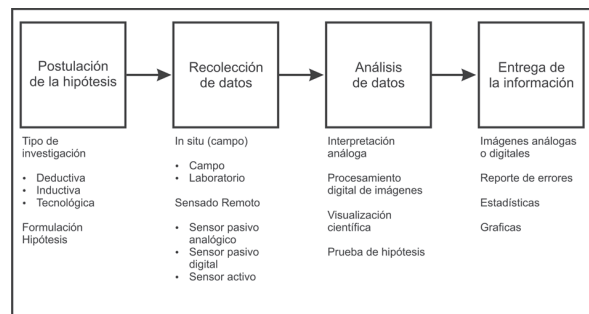 Postulación
de la hipótesis
Recolección
de datos
Análisis
de datos
Entrega de
la información
Tipo de
investigación
• Deductiva
• Inductiva
• Tecnológica
Formulación
Hipótesis
In situ (campo)
• Campo
• Laboratorio
Sensado Remoto
• Sensor pasivo
analógico
• Sensor pasivo
digital
• Sensor activo
Interpretación
análoga
Procesamiento
digital de imágenes
Visualización
científica
Prueba de hipótesis
Imágenes análogas
o digitales
Reporte de errores
Estadísticas
Graficas